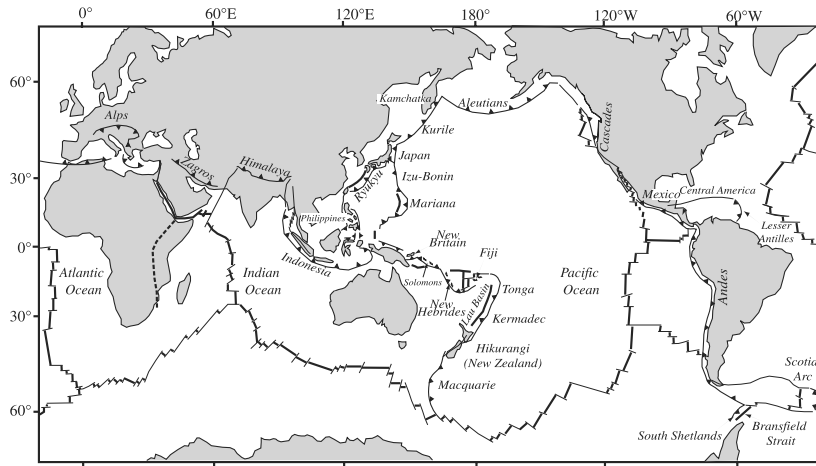 0° 60°E 120°E 180° 120°W 60°W
60°
30°
0°
30°
60°
Alps
Zagros
Himalaya
Kamchatka
Aleutians
Kurile
Japan
Ryukyu
Izu-Bonin
Mariana
Philippines
Indonesia
New
Britain
Solomons
Fiji
New
Hebrides
Lau Basin
Tonga
Kermadec
Hikurangi
(New Zealand)
Macquarie
Cascades
Mexico
Central America
Lesser
Antilles
Andes
Atlantic
Ocean
Indian
Ocean
Pacific
Ocean
Scotia
Arc
South Shetlands
Bransfield
Strait